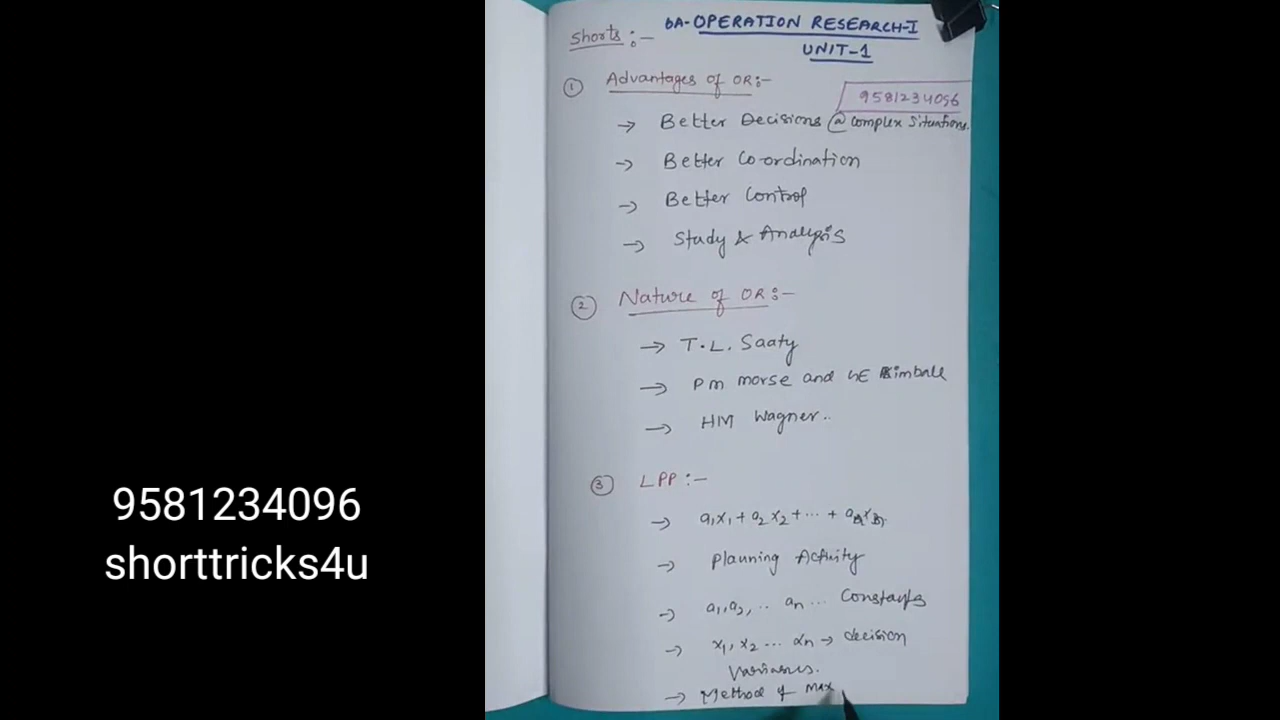 Shorts :-
6A-OPERATION RESEARCH-I
UNIT-1
① Advantages of OR:-
9581234096
→ Better Decisions @ complex Situations.
→ Better Co-ordination
→ Better Control
→ Study & Analysis
② Nature of OR:-
→ T.L. Saaty
→ PM morse and GE Kimball
→ HM Wagner..
③ LPP :-
→ a₁x₁ + a₂x₂ + ... + aₙxₙ.
→ Planning Activity
→ a₁, a₂, .. aₙ ... Constants
→ x₁, x₂ ... xₙ → decision
Variables.
→ Method of Max
9581234096
shorttricks4u